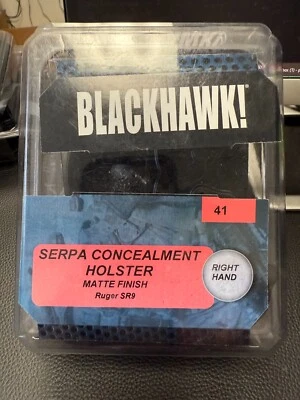 BLACKHAWK!
41
SERPA CONCEALMENT
HOLSTER
MATTE FINISH
Ruger SR9
RIGHT
HAND